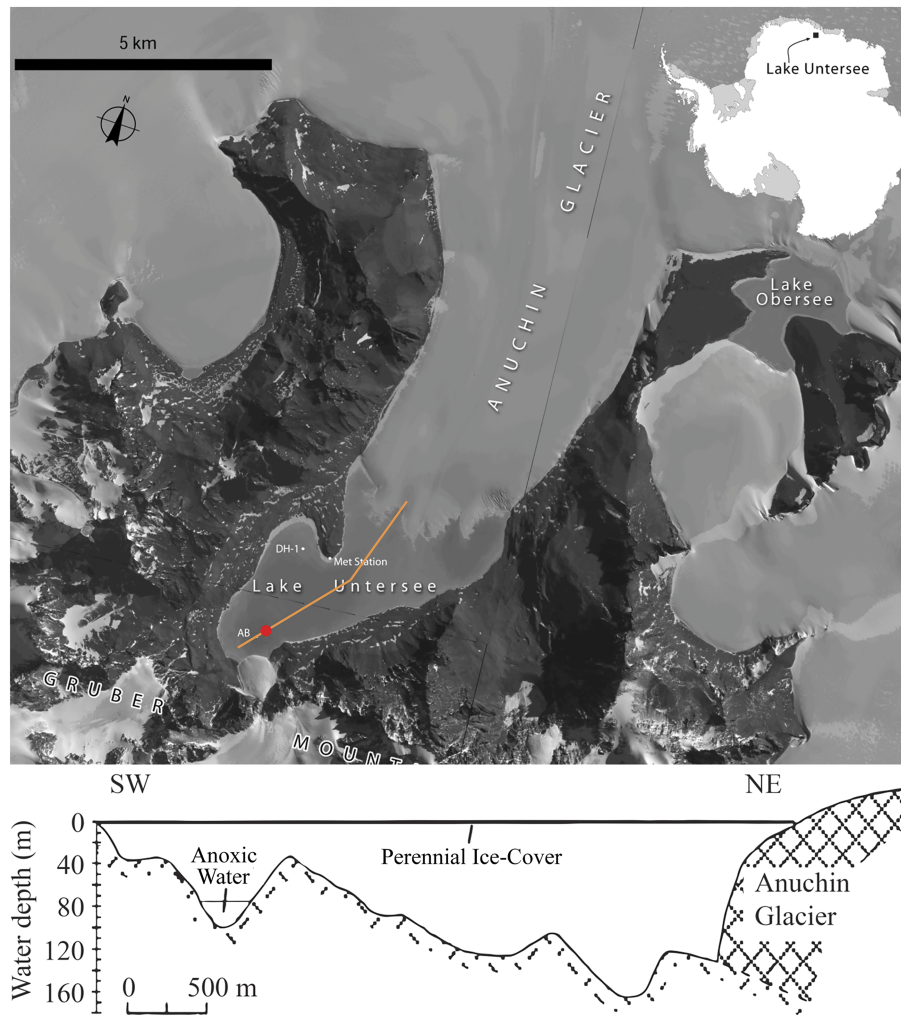 5 km
N
Lake Untersee
ANUCHIN GLACIER
Lake
Obersee
DH-1
Met Station
Lake Untersee
AB
GRUBER
MOUNT
SW
NE
Water depth (m)
0
40
80
120
160
Anoxic
Water
Perennial Ice-Cover
Anuchin
Glacier
0 500 m